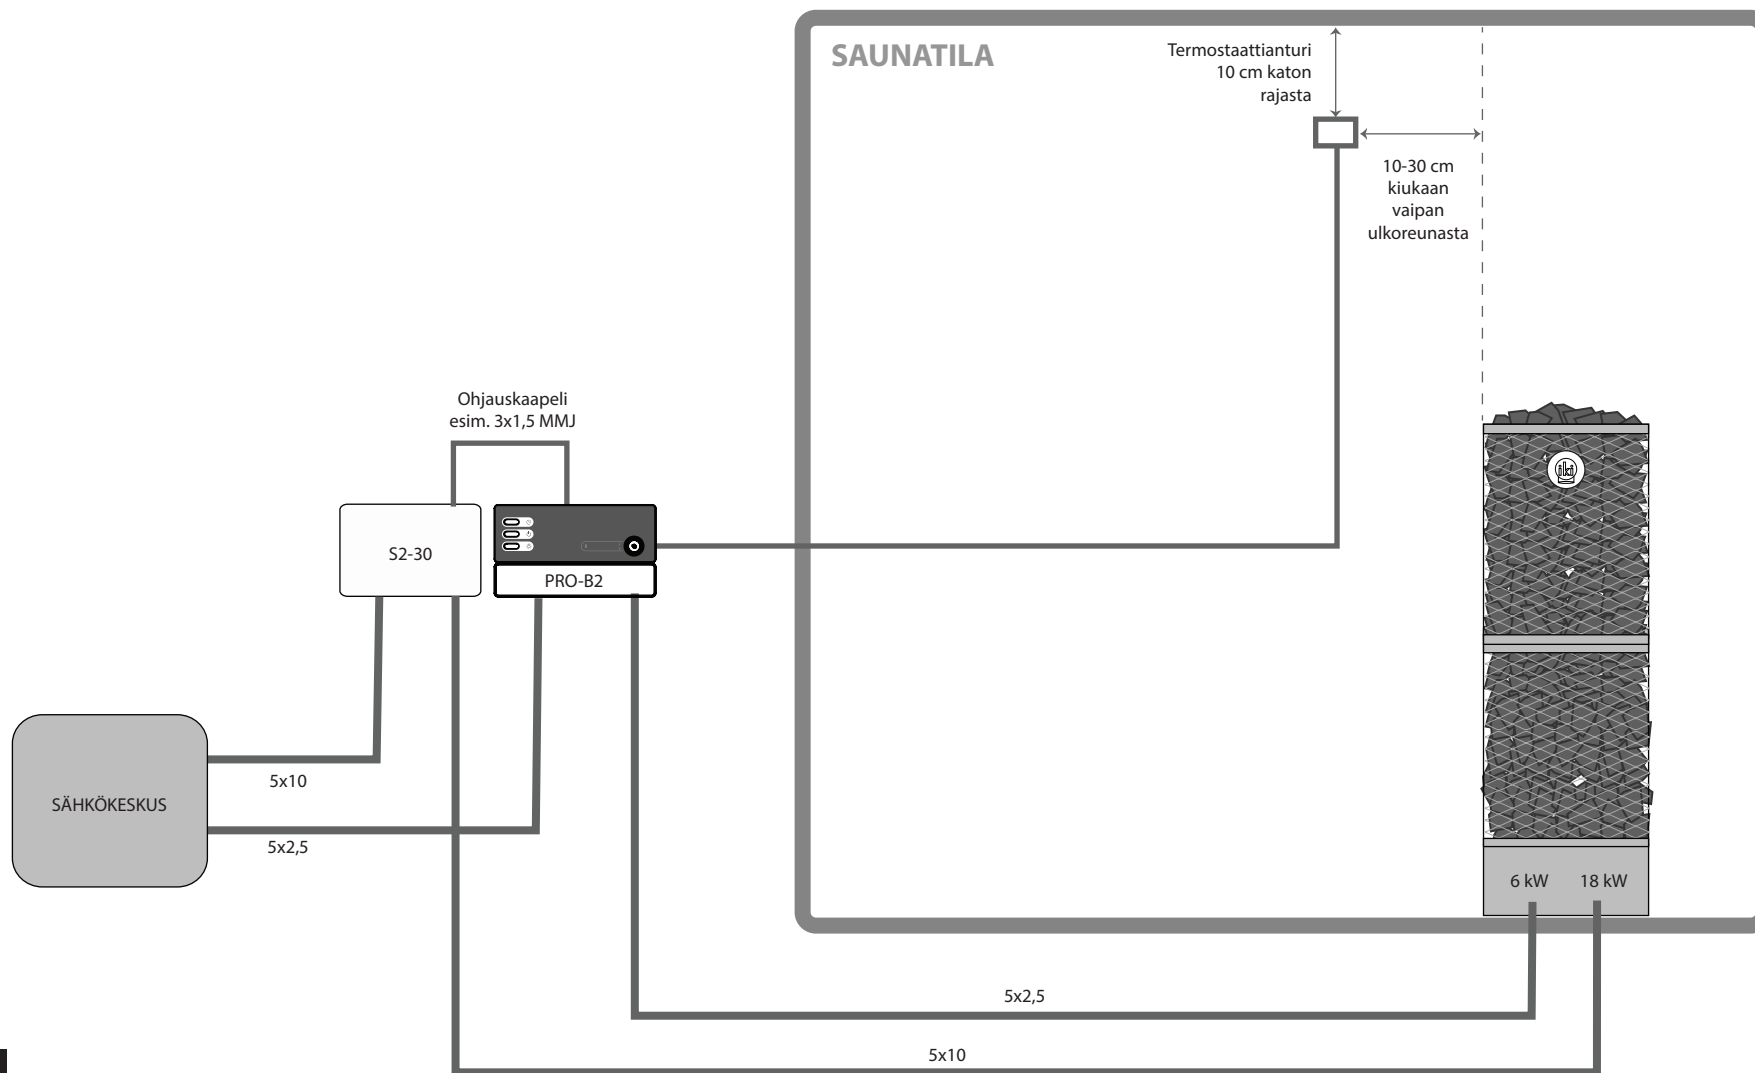 SAUNATILA
Termostaattianturi
10 cm katon
rajasta
10-30 cm
kiukaan
vaipan
ulkoreunasta
Ohjauskaapeli
esim. 3x1,5 MMJ
S2-30
PRO-B2
SÄHKÖKESKUS
5x10
5x2,5
6 kW
18 kW
5x2,5
5x10
iki